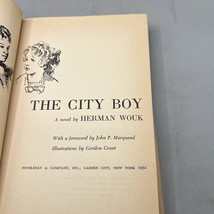 THE CITY BOY
A novel by HERMAN WOUK
With a foreword by John P. Marquand
Illustrations by Gordon Grant
DOUBLEDAY & COMPANY, INC., GARDEN CITY, NEW YORK 1952